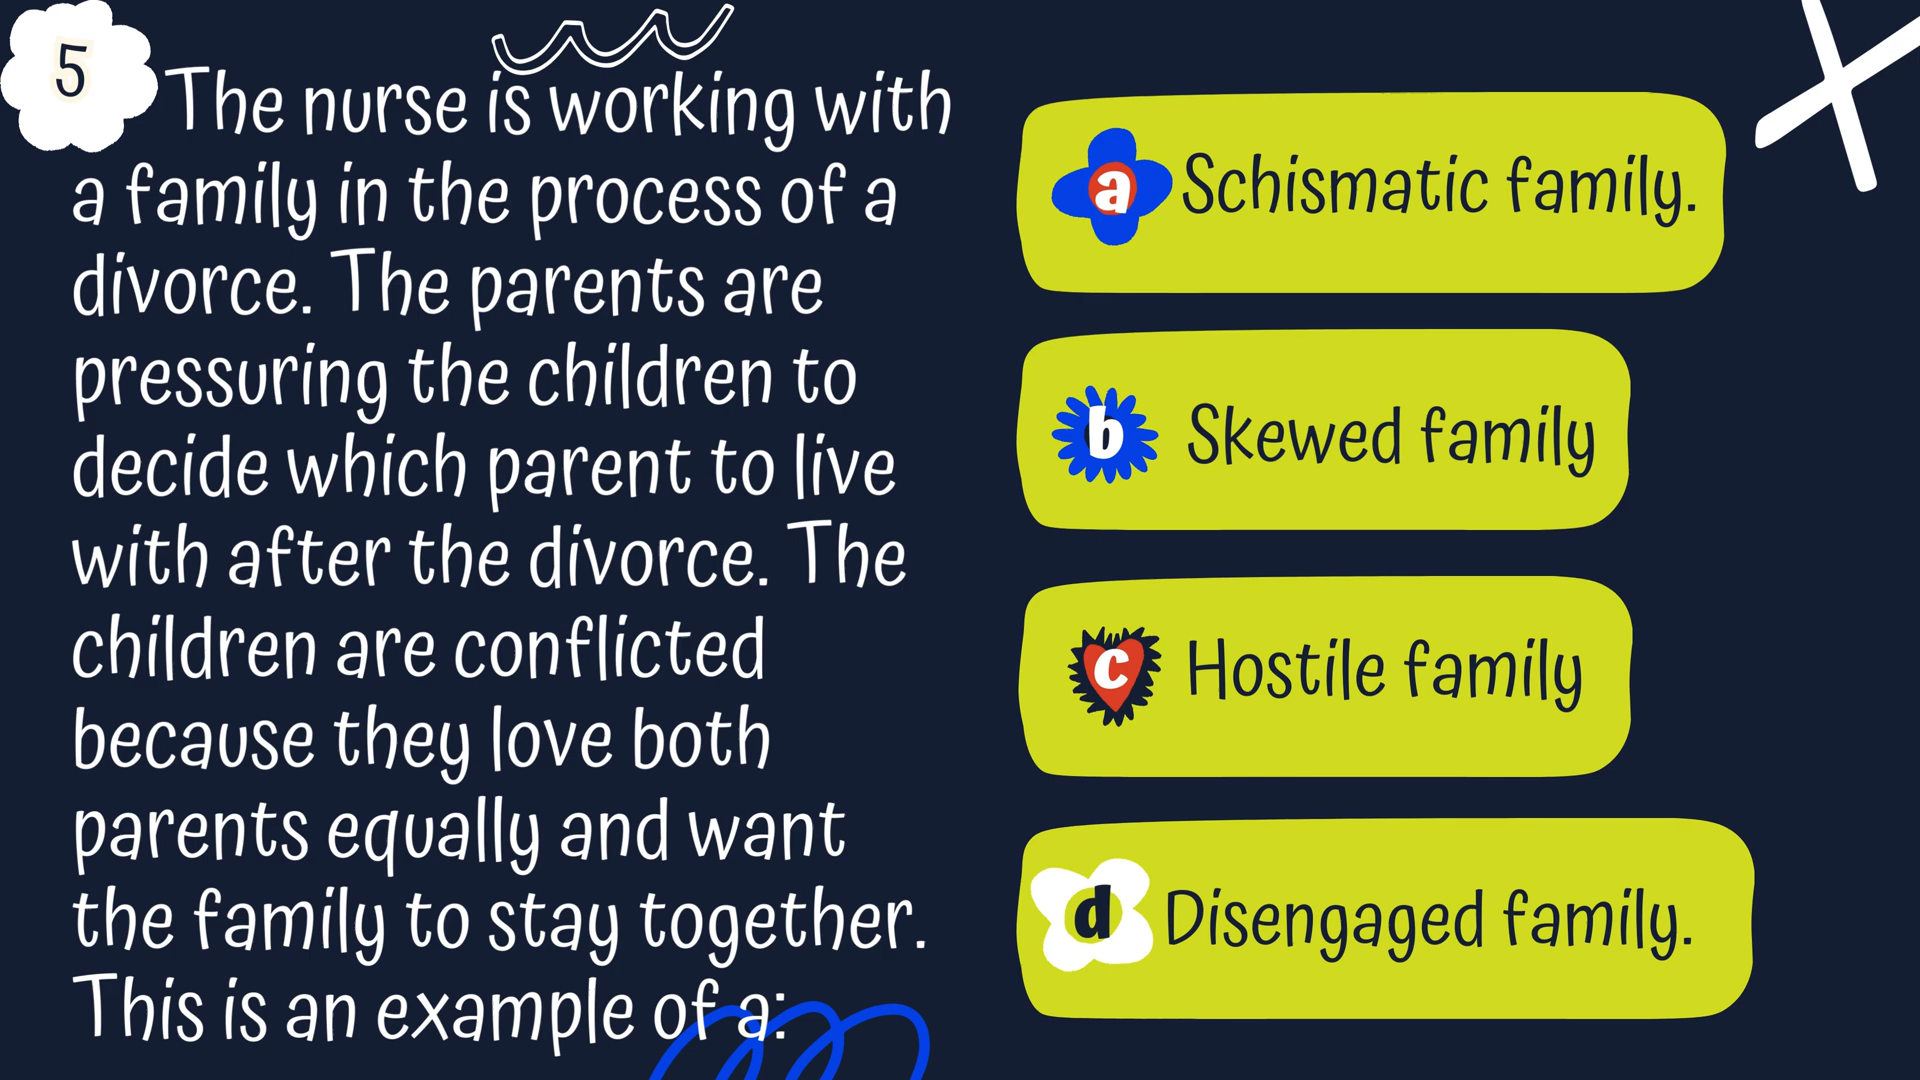 5
The nurse is working with
a family in the process of a
divorce. The parents are
pressuring the children to
decide which parent to live
with after the divorce. The
children are conflicted
because they love both
parents equally and want
the family to stay together.
This is an example of a:
a Schismatic family.
b Skewed family
c Hostile family
d Disengaged family.